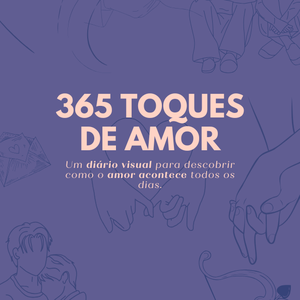 365 TOQUES
DE AMOR
Um diário visual para descobrir
como o amor acontece todos os
dias.